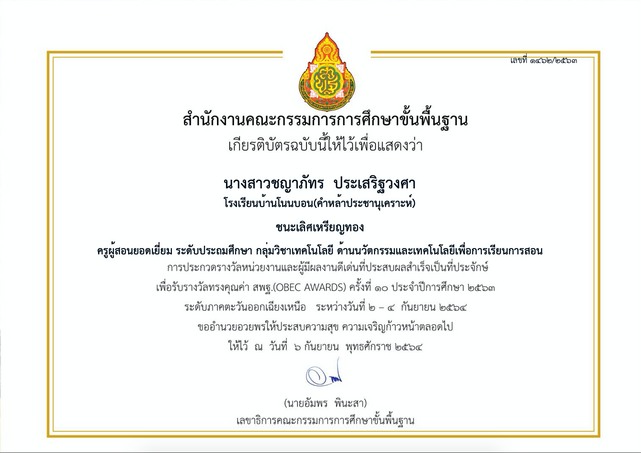 เลขที่ ๑๔๖๒/๒๕๖๓
สำนักงานคณะกรรมการการศึกษาขั้นพื้นฐาน
เกียรติบัตรฉบับนี้ให้ไว้เพื่อแสดงว่า
นางสาวชญาภัทร ประเสริฐวงศา
โรงเรียนบ้านโนนบอน(คำหล้าประชานุเคราะห์)
ชนะเลิศเหรียญทอง
ครูผู้สอนยอดเยี่ยม ระดับประถมศึกษา กลุ่มวิชาเทคโนโลยี ด้านนวัตกรรมและเทคโนโลยีเพื่อการเรียนการสอน
การประกวดรางวัลหน่วยงานและผู้มีผลงานดีเด่นที่ประสบผลสำเร็จเป็นที่ประจักษ์
เพื่อรับรางวัลทรงคุณค่า สพฐ.(OBEC AWARDS) ครั้งที่ ๑๐ ประจำปีการศึกษา ๒๕๖๓
ระดับภาคตะวันออกเฉียงเหนือ ระหว่างวันที่ ๒ – ๔ กันยายน ๒๕๖๔
ขออำนวยอวยพรให้ประสบความสุข ความเจริญก้าวหน้าตลอดไป
ให้ไว้ ณ วันที่ ๖ กันยายน พุทธศักราช ๒๕๖๔
(นายอัมพร พินะสา)
เลขาธิการคณะกรรมการการศึกษาขั้นพื้นฐาน